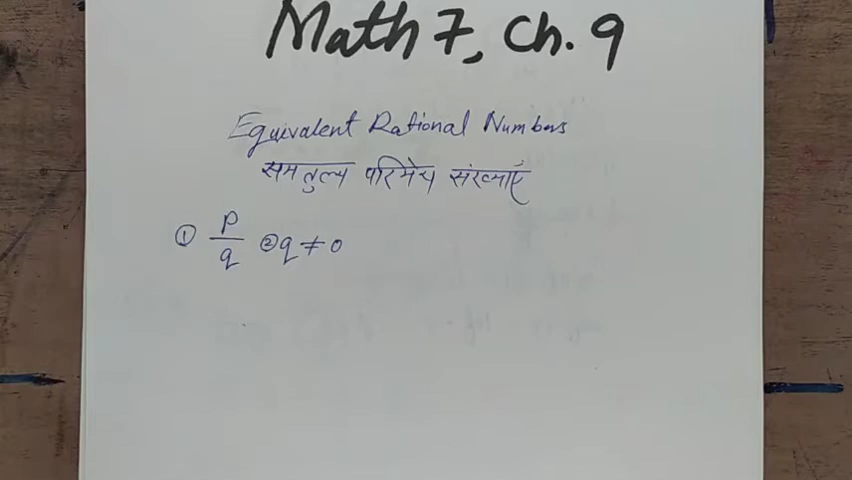 Math 7, Ch. 9
Equivalent Rational Numbers
समतुल्य परिमेय संख्याएँ
① p/q ② q ≠ 0